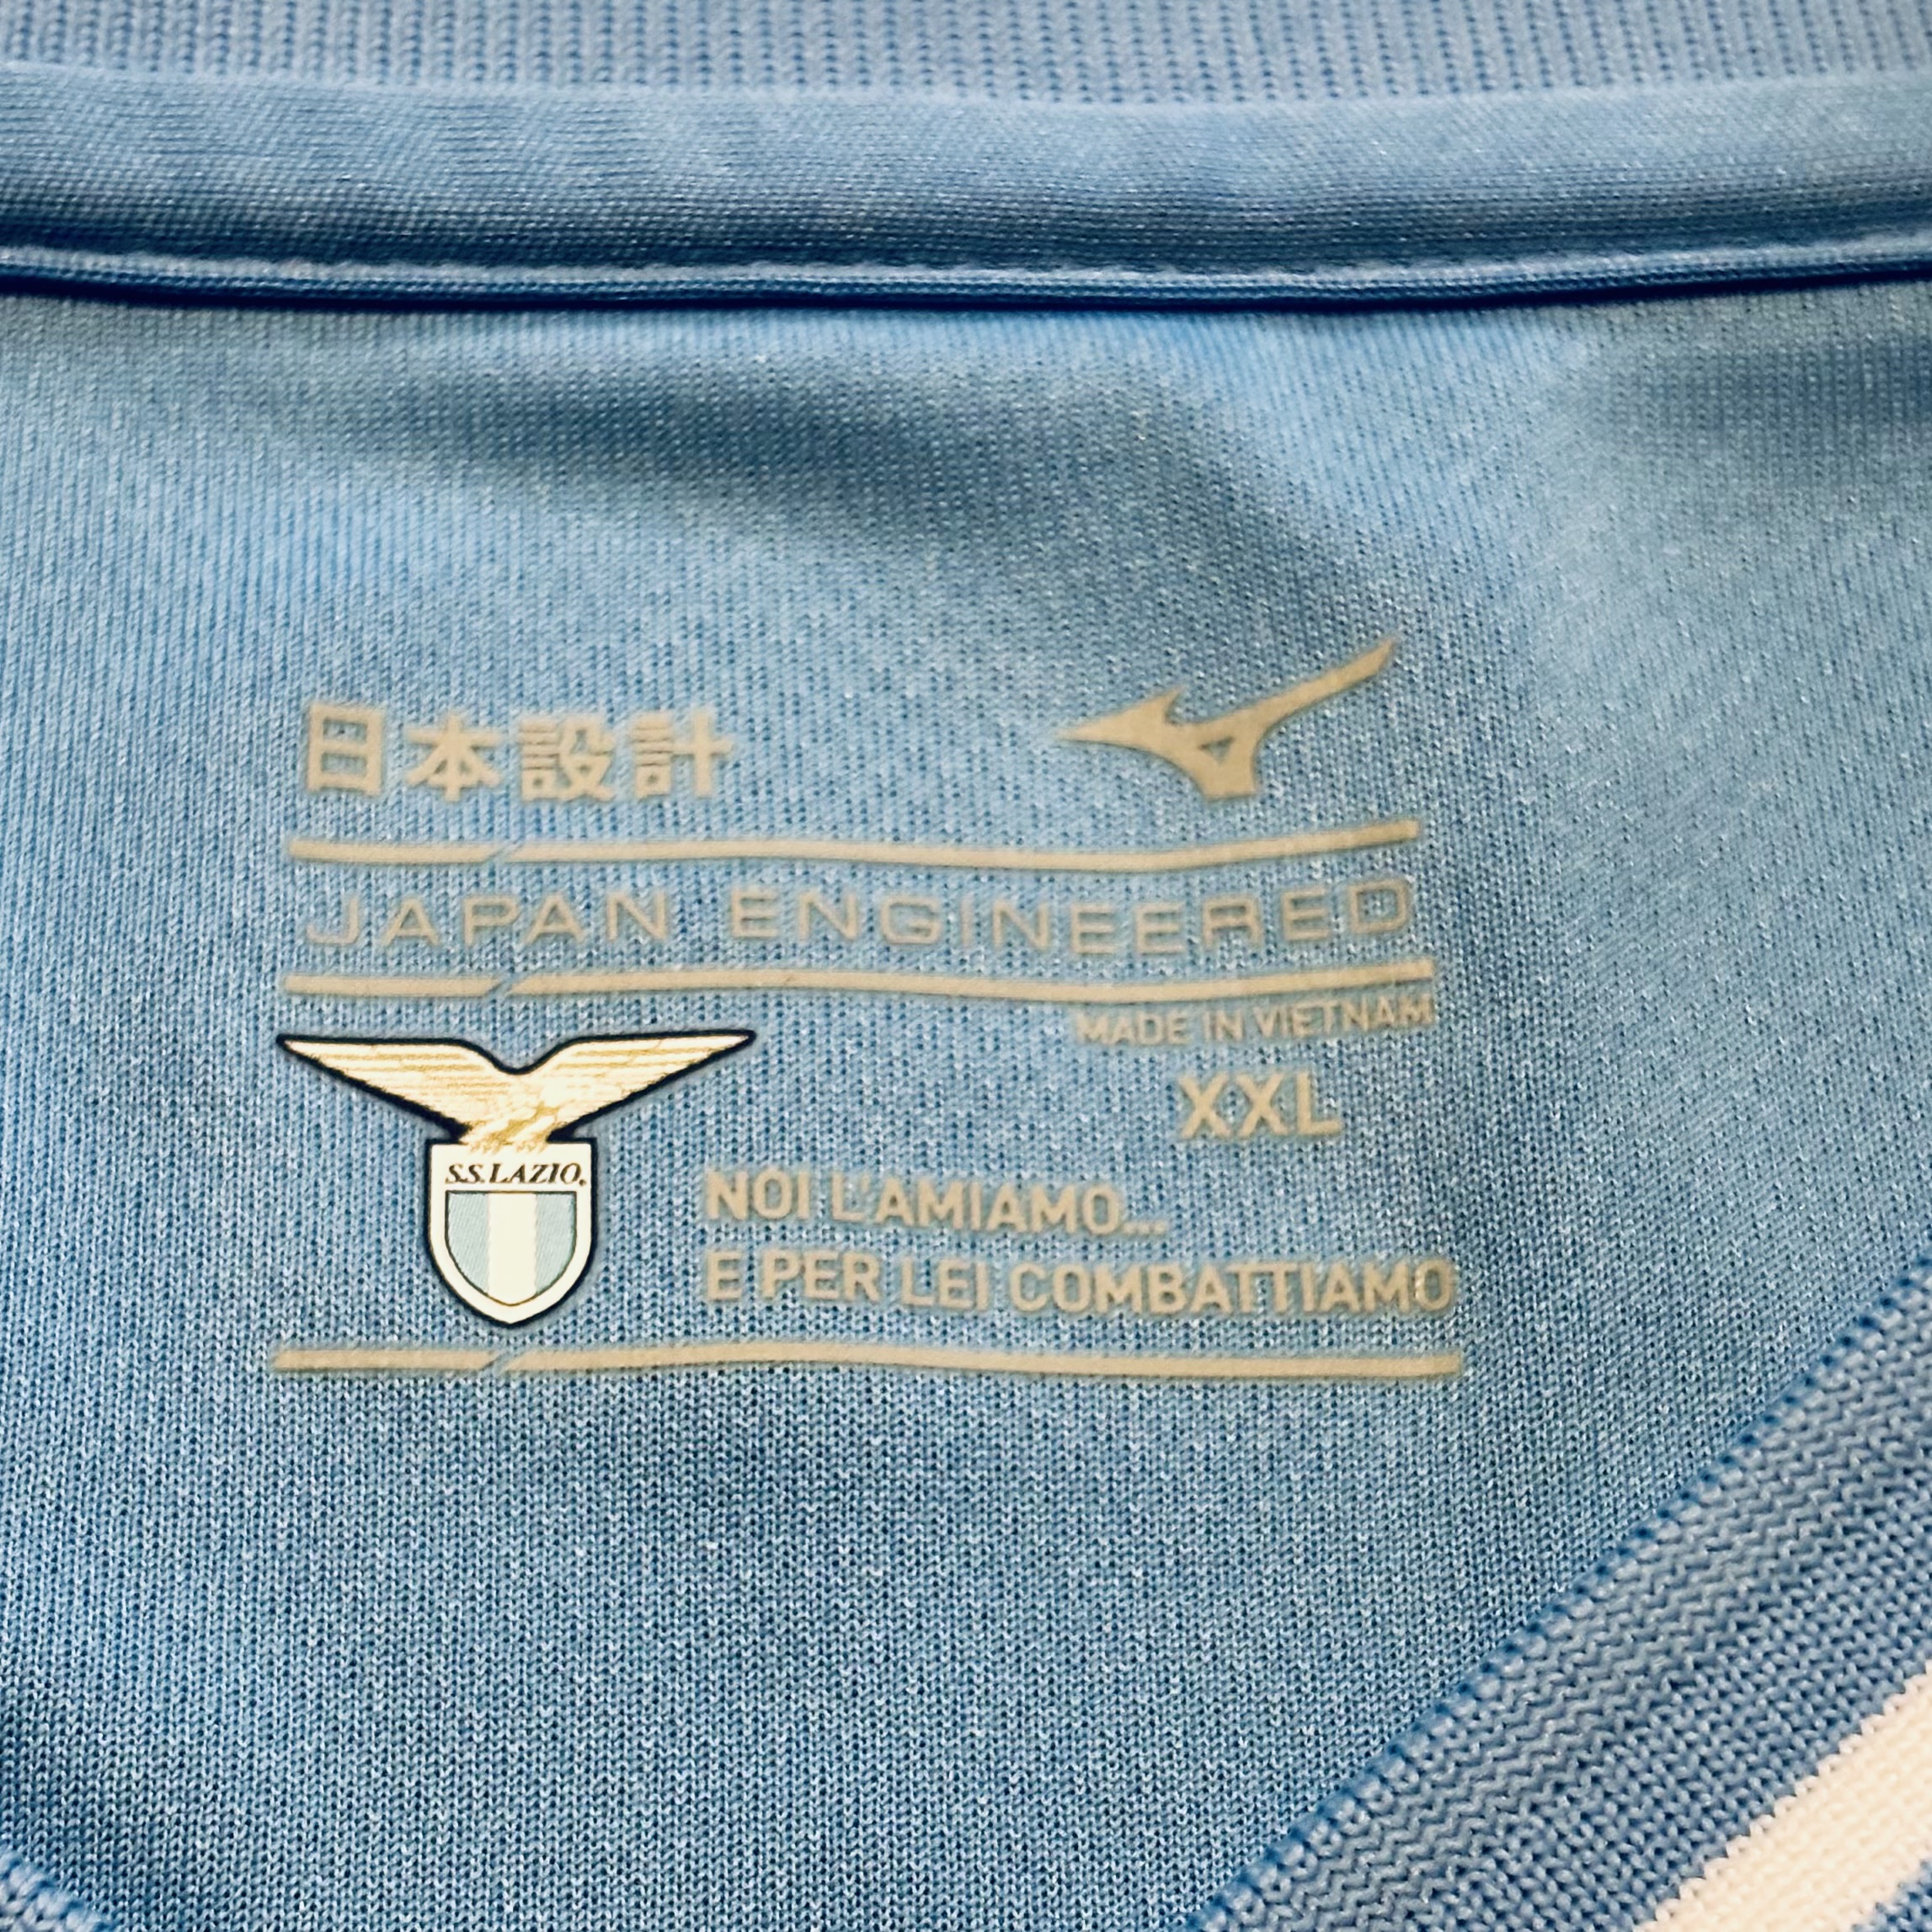 日本設計
JAPAN ENGINEERED
MADE IN VIETNAM
XXL
S.S.LAZIO.
NOI L'AMIAMO...
E PER LEI COMBATTIAMO